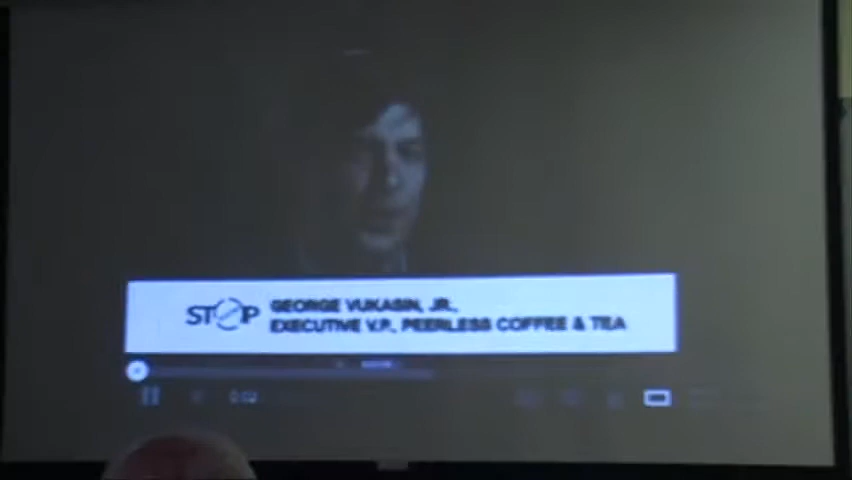 STOP
GEORGE VUKASIN, JR.,
EXECUTIVE V.P., PEERLESS COFFEE & TEA